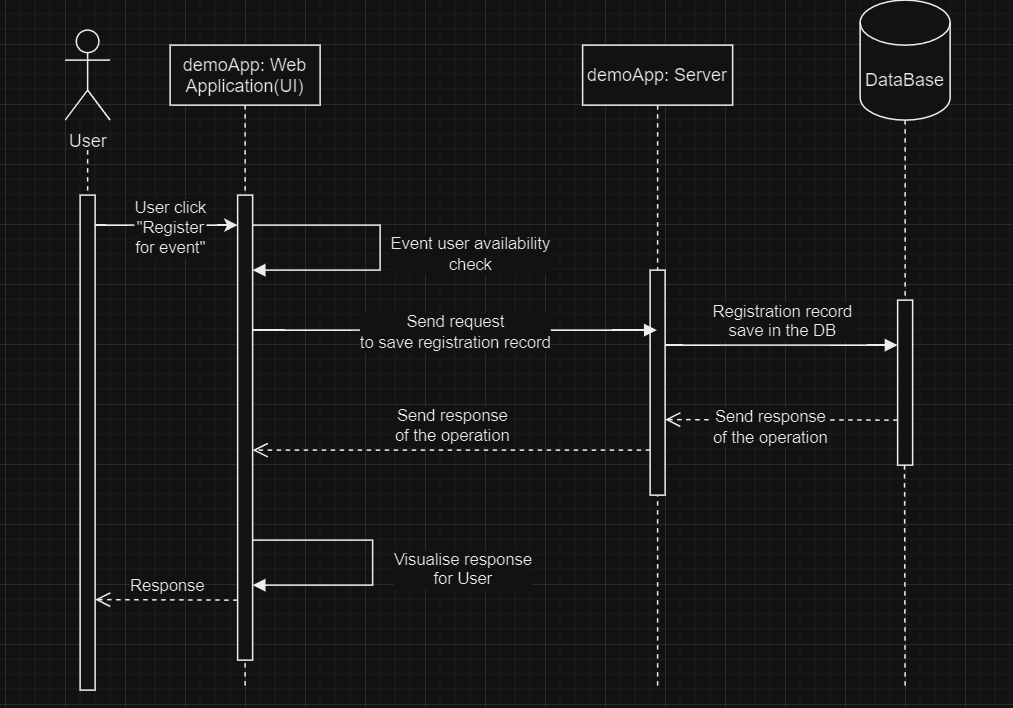 demoApp: Web
Application(UI)
demoApp: Server
DataBase
User
User click
"Register
for event"
Event user availability
check
Send request
to save registration record
Registration record
save in the DB
Send response
of the operation
Send response
of the operation
Visualise response
for User
Response